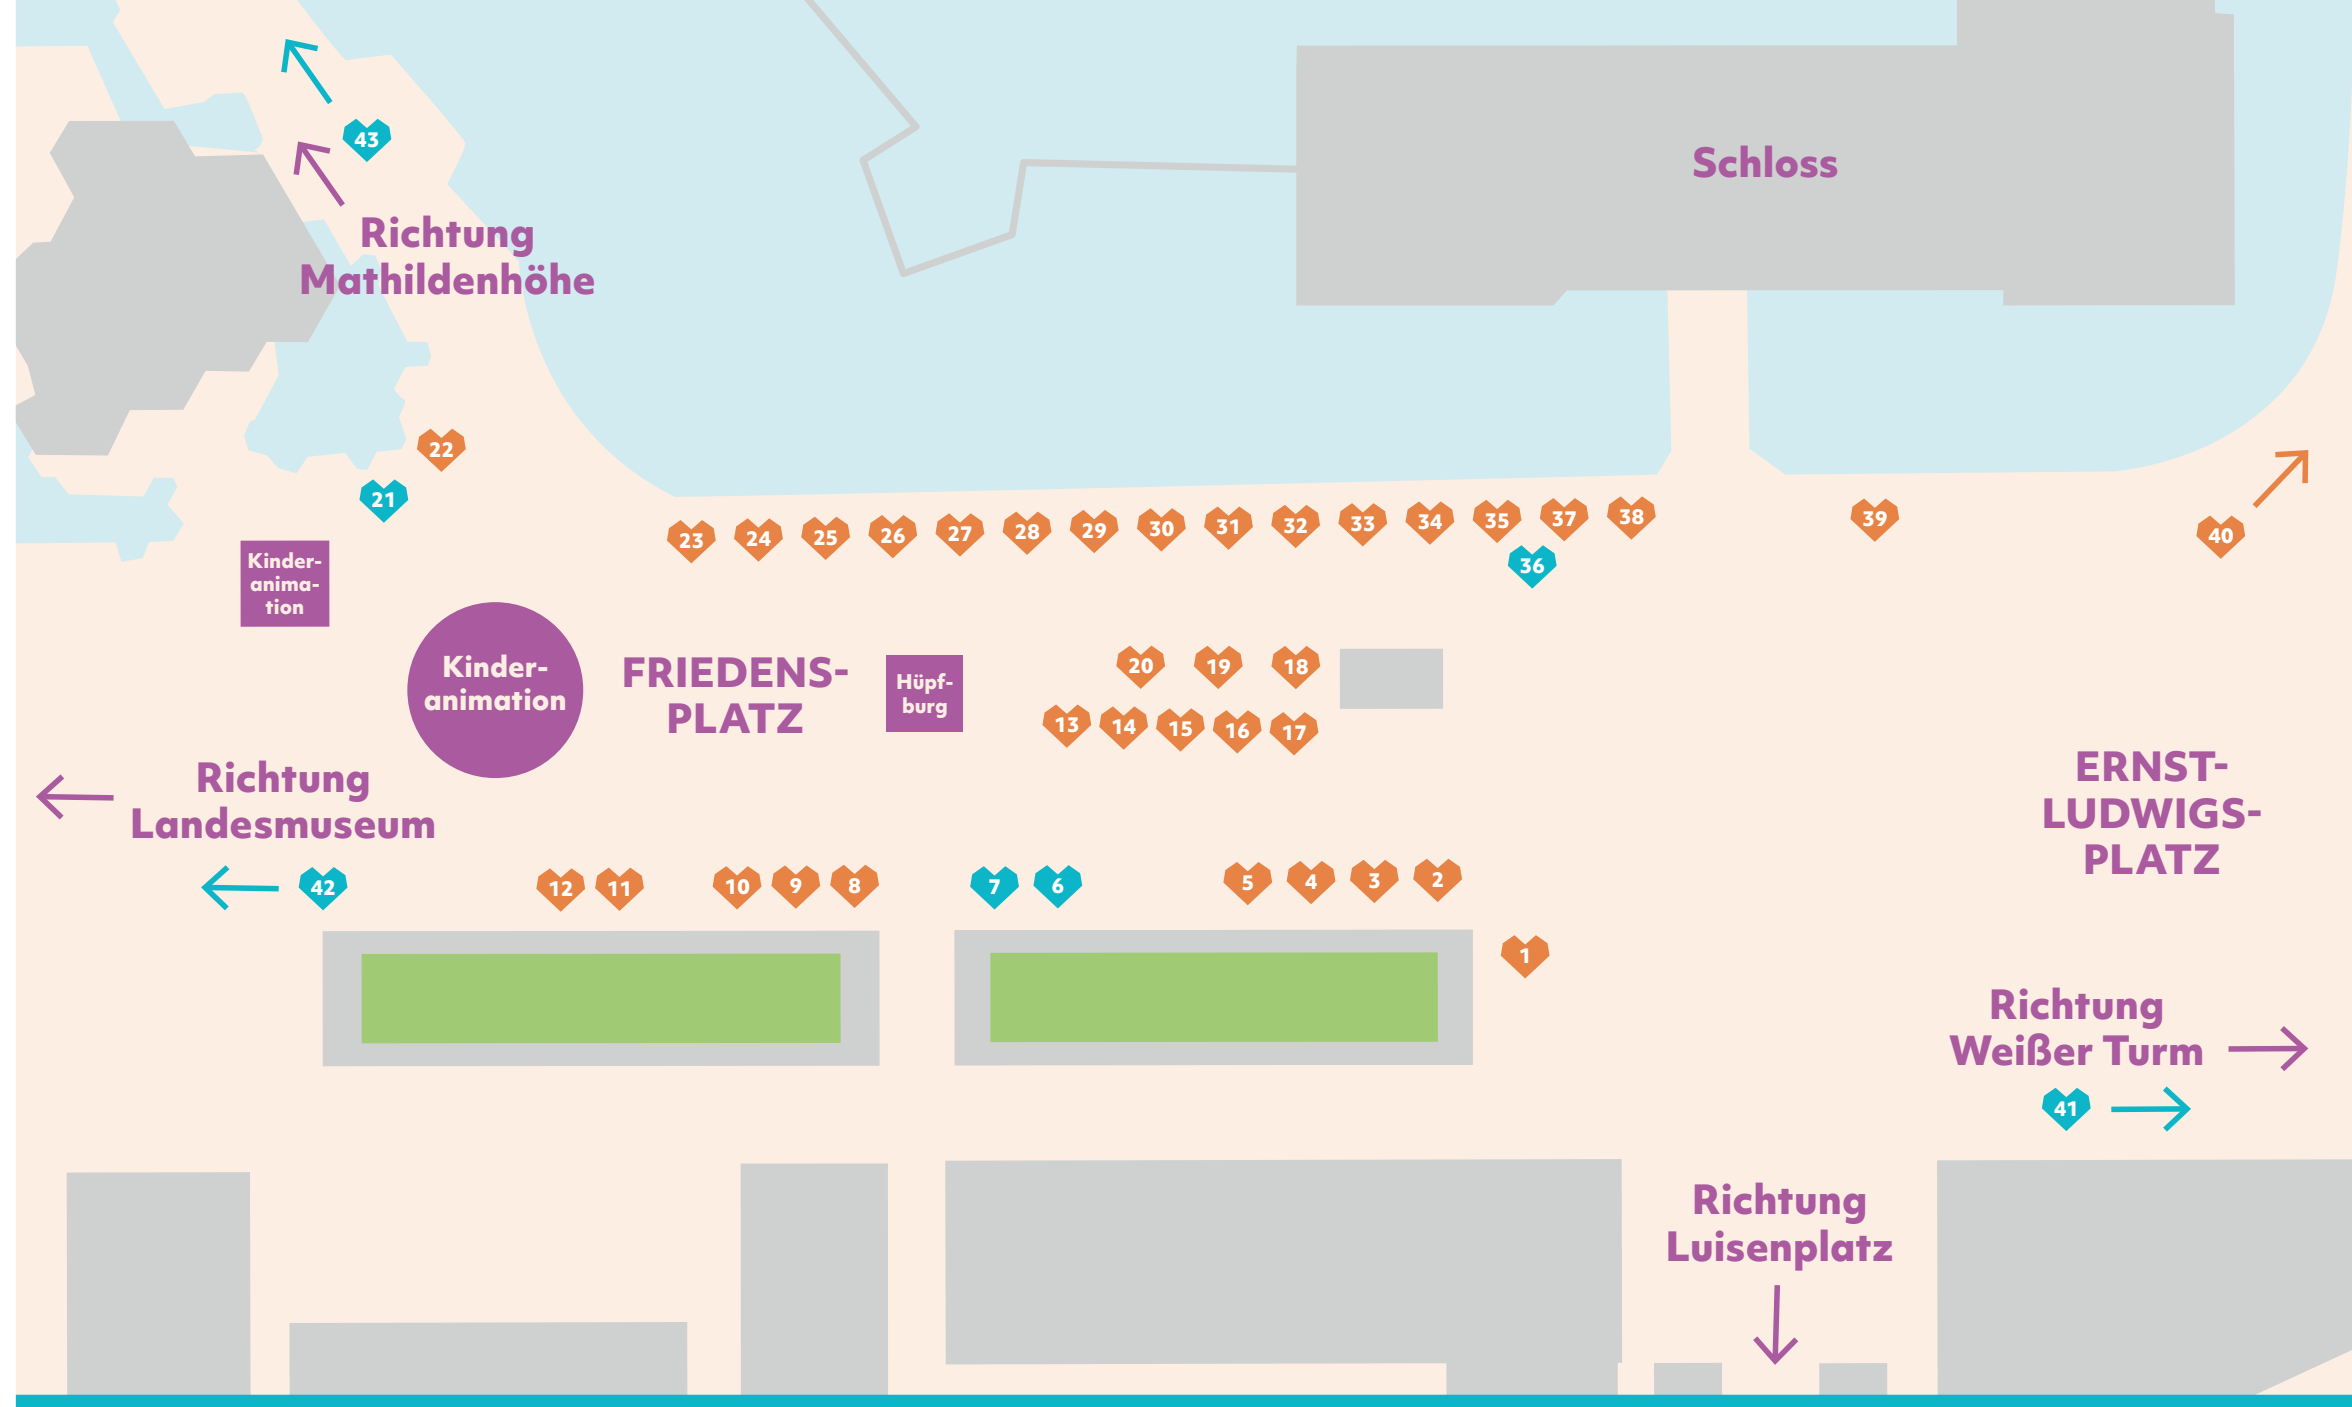 43
Schloss
Richtung
Mathildenhöhe
22
21
23 24 25 26 27 28 29 30 31 32 33 34 35 37 38 39 40
36
Kinder-
anima-
tion
Kinder-
animation
FRIEDENS-
PLATZ
Hüpf-
burg
20 19 18
13 14 15 16 17
Richtung
Landesmuseum
ERNST-
LUDWIGS-
PLATZ
42 12 11 10 9 8 7 6 5 4 3 2
1
Richtung
Weißer Turm
41
Richtung
Luisenplatz